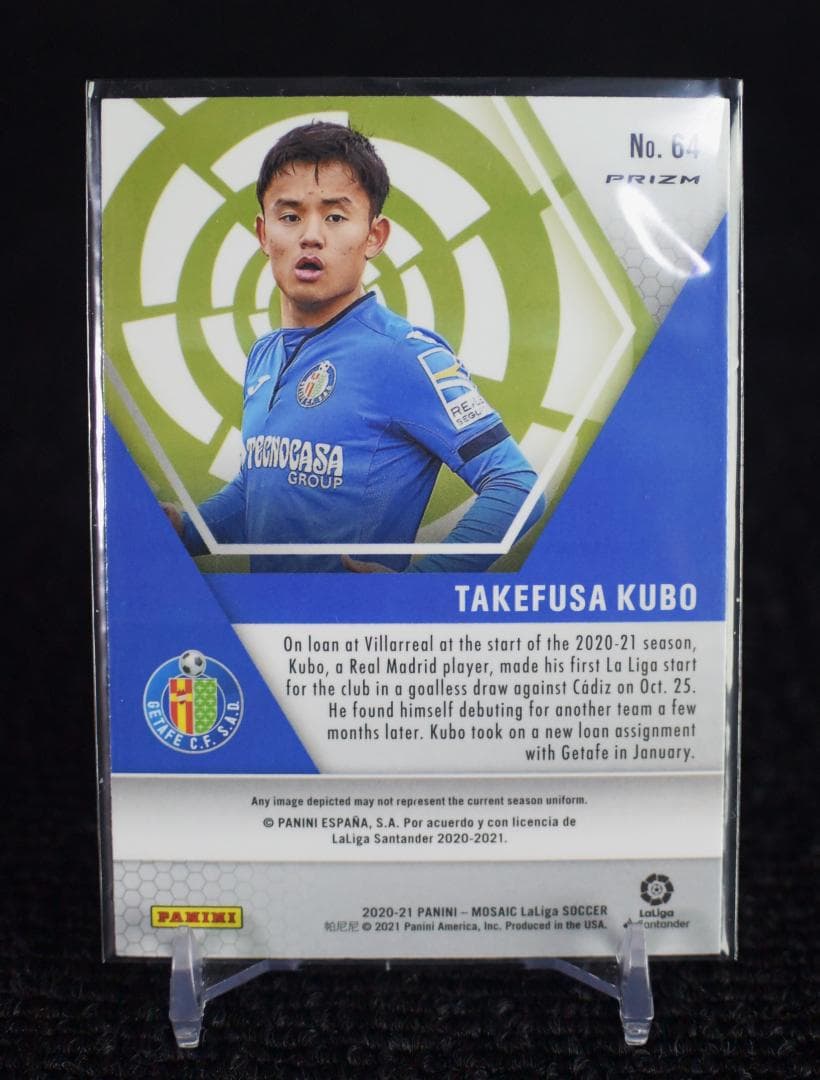 No. 64
PRIZM
REALE
SEGUROS
TECNOCASA
GROUP
TAKEFUSA KUBO
On loan at Villarreal at the start of the 2020-21 season,
Kubo, a Real Madrid player, made his first La Liga start
for the club in a goalless draw against Cádiz on Oct. 25.
He found himself debuting for another team a few
months later. Kubo took on a new loan assignment
with Getafe in January.
GETAFE C.F. S.A.D.
Any image depicted may not represent the current season uniform.
© PANINI ESPAÑA, S.A. Por acuerdo y con licencia de
LaLiga Santander 2020-2021.
PANINI
2020-21 PANINI – MOSAIC LaLiga SOCCER
帕尼尼 © 2021 Panini America, Inc. Produced in the USA.
LaLiga
Santander